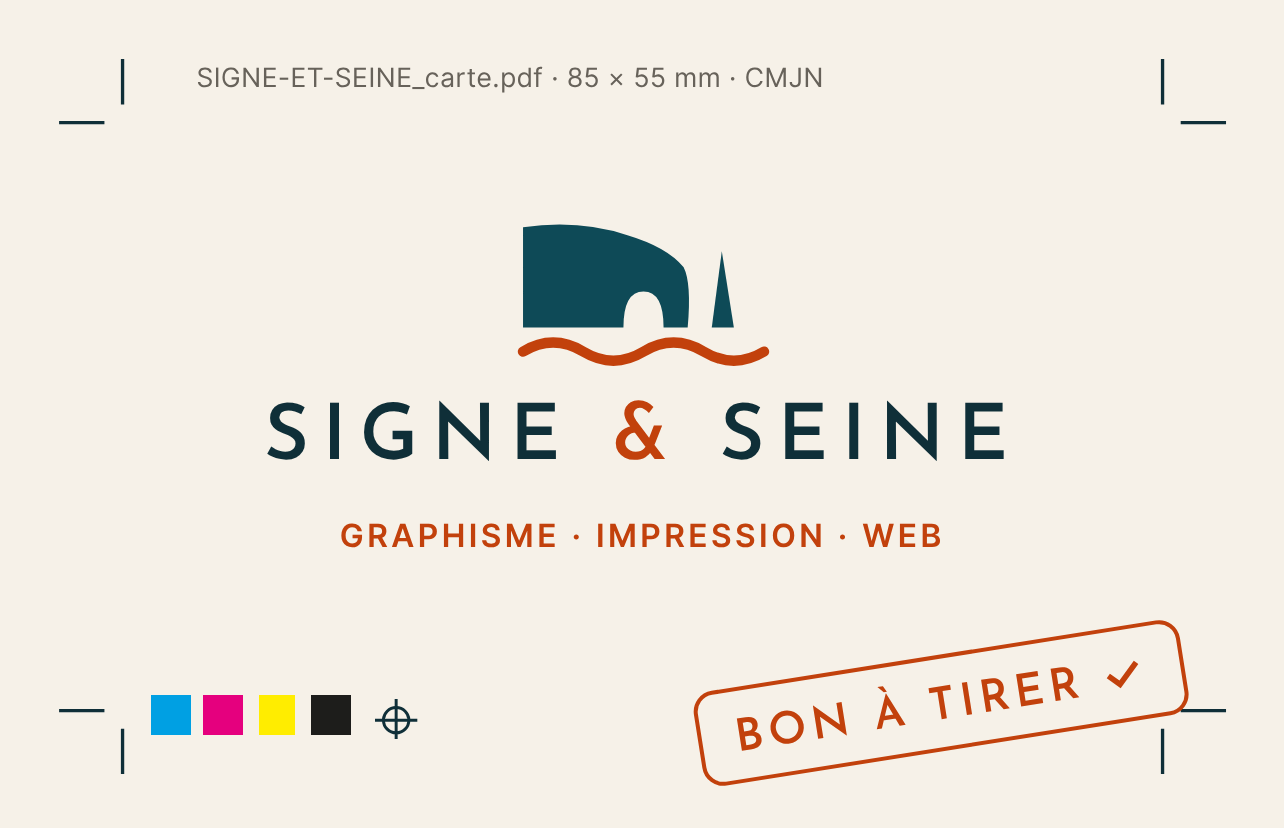 SIGNE-ET-SEINE_carte.pdf · 85 × 55 mm · CMJN
SIGNE & SEINE
GRAPHISME · IMPRESSION · WEB
BON À TIRER ✓